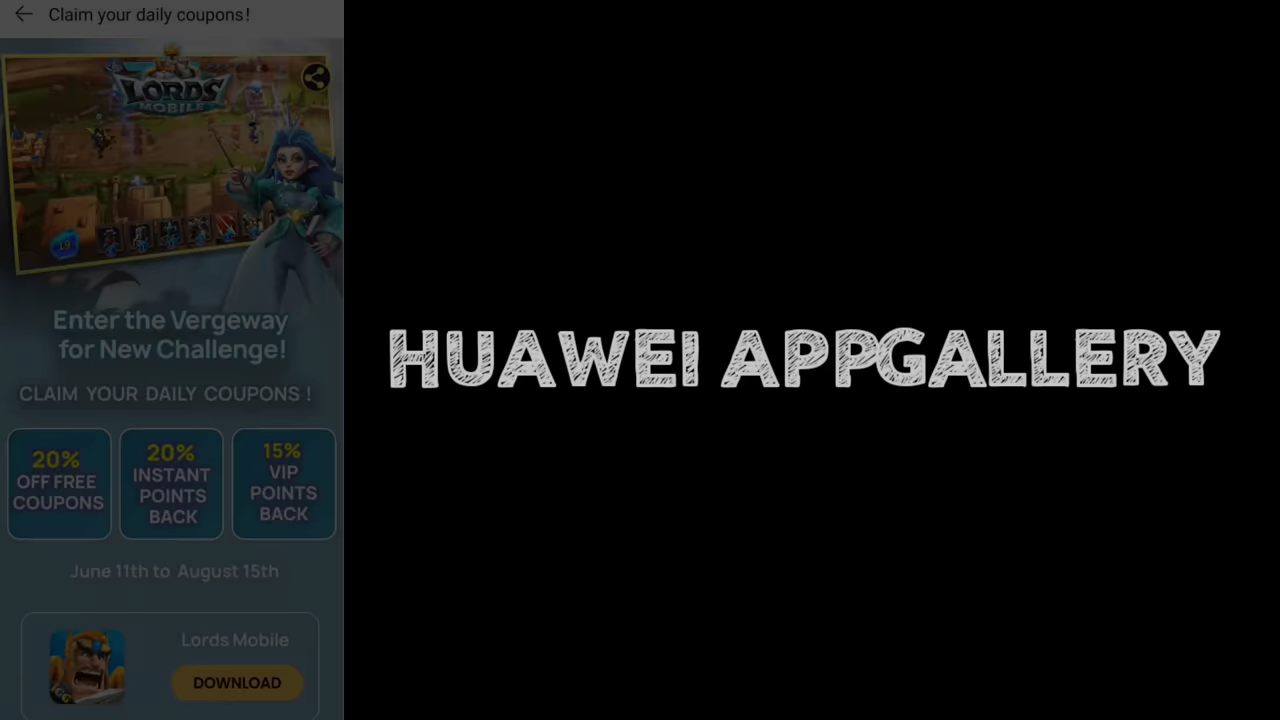 Claim your daily coupons!
LORDS
MOBILE
19
Enter the Vergeway
for New Challenge!
CLAIM YOUR DAILY COUPONS !
20%
OFF FREE
COUPONS
20%
INSTANT
POINTS
BACK
15%
VIP
POINTS
BACK
June 11th to August 15th
IGG
Lords Mobile
DOWNLOAD
HUAWEI APPGALLERY